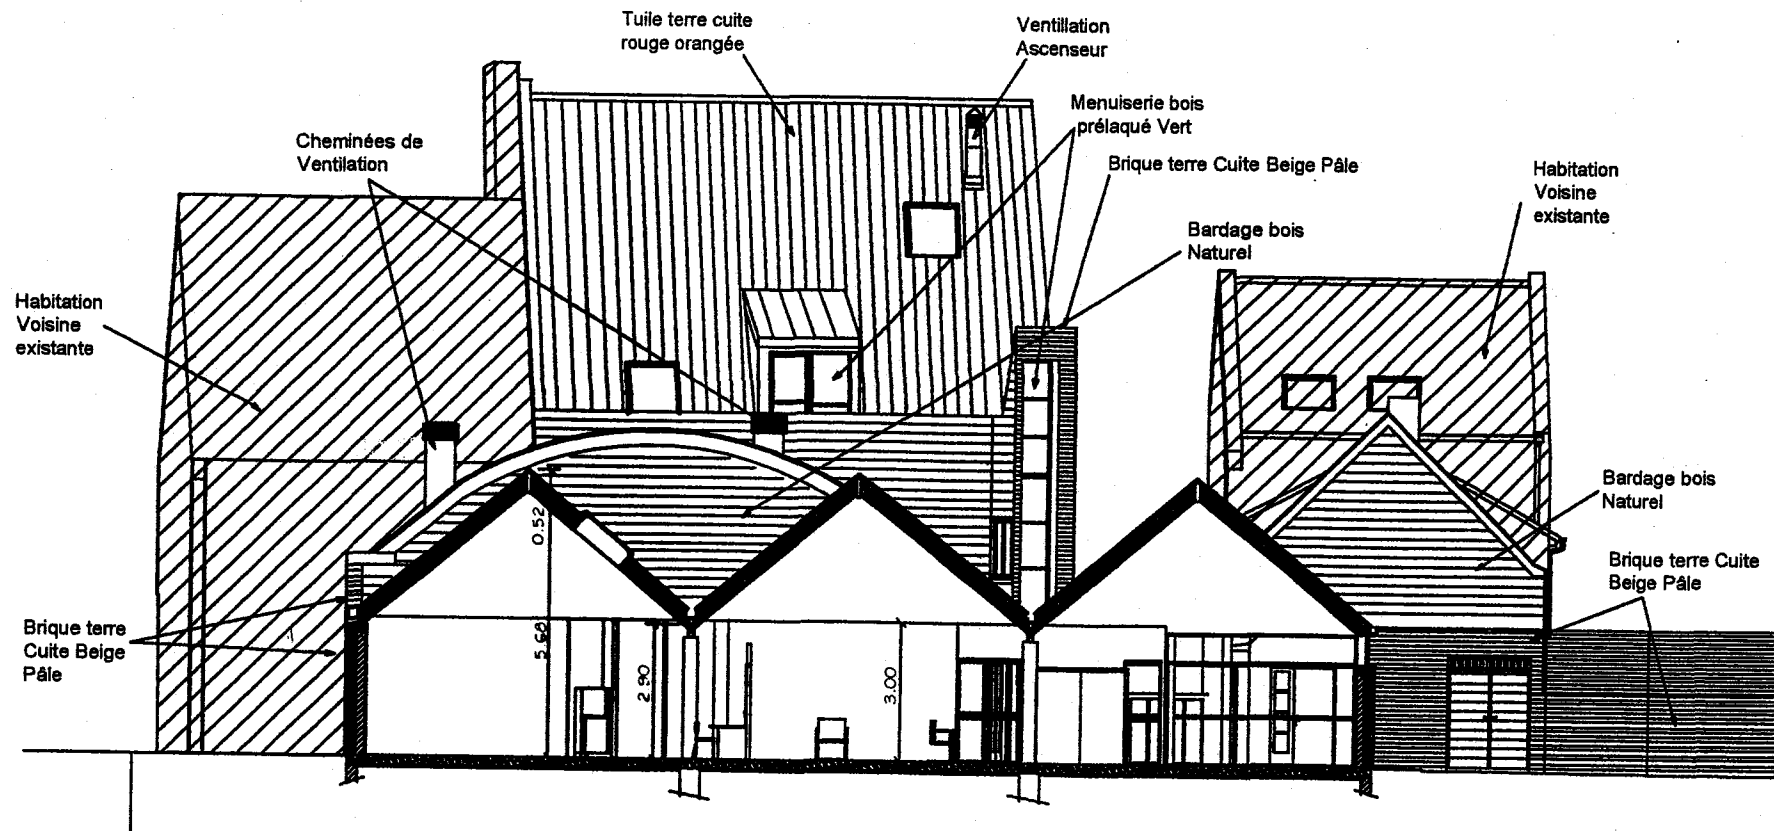 Tuile terre cuite
rouge orangée
Ventillation
Ascenseur
Menuiserie bois
prélaqué Vert
Cheminées de
Ventilation
Brique terre Cuite Beige Pâle
Habitation
Voisine
existante
Bardage bois
Naturel
Habitation
Voisine
existante
Bardage bois
Naturel
0.52
Brique terre Cuite
Beige Pâle
Brique terre
Cuite Beige
Pâle
5.68
2.90
3.00